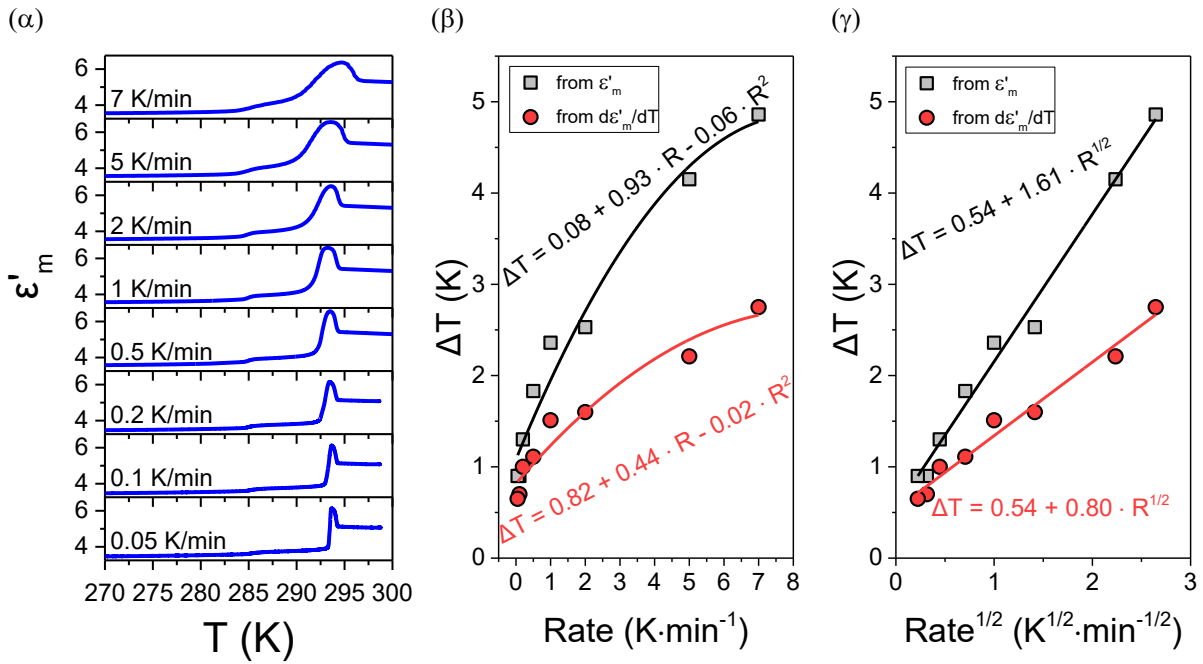 (α)
7 K/min
5 K/min
2 K/min
1 K/min
0.5 K/min
0.2 K/min
0.1 K/min
0.05 K/min
6
4
6
4
6
4
6
4
6
4
6
4
6
4
6
4
ε'm
270 275 280 285 290 295 300
T (K)
(β)
from ε'm
from dε'm/dT
ΔT = 0.08 + 0.93 · R - 0.06 · R²
ΔT = 0.82 + 0.44 · R - 0.02 · R²
5
4
3
2
1
0
ΔT (K)
0 1 2 3 4 5 6 7 8
Rate (K·min⁻¹)
(γ)
from ε'm
from dε'm/dT
ΔT = 0.54 + 1.61 · R^1/2
ΔT = 0.54 + 0.80 · R^1/2
5
4
3
2
1
0
ΔT (K)
0 1 2 3
Rate^1/2 (K^1/2·min^-1/2)